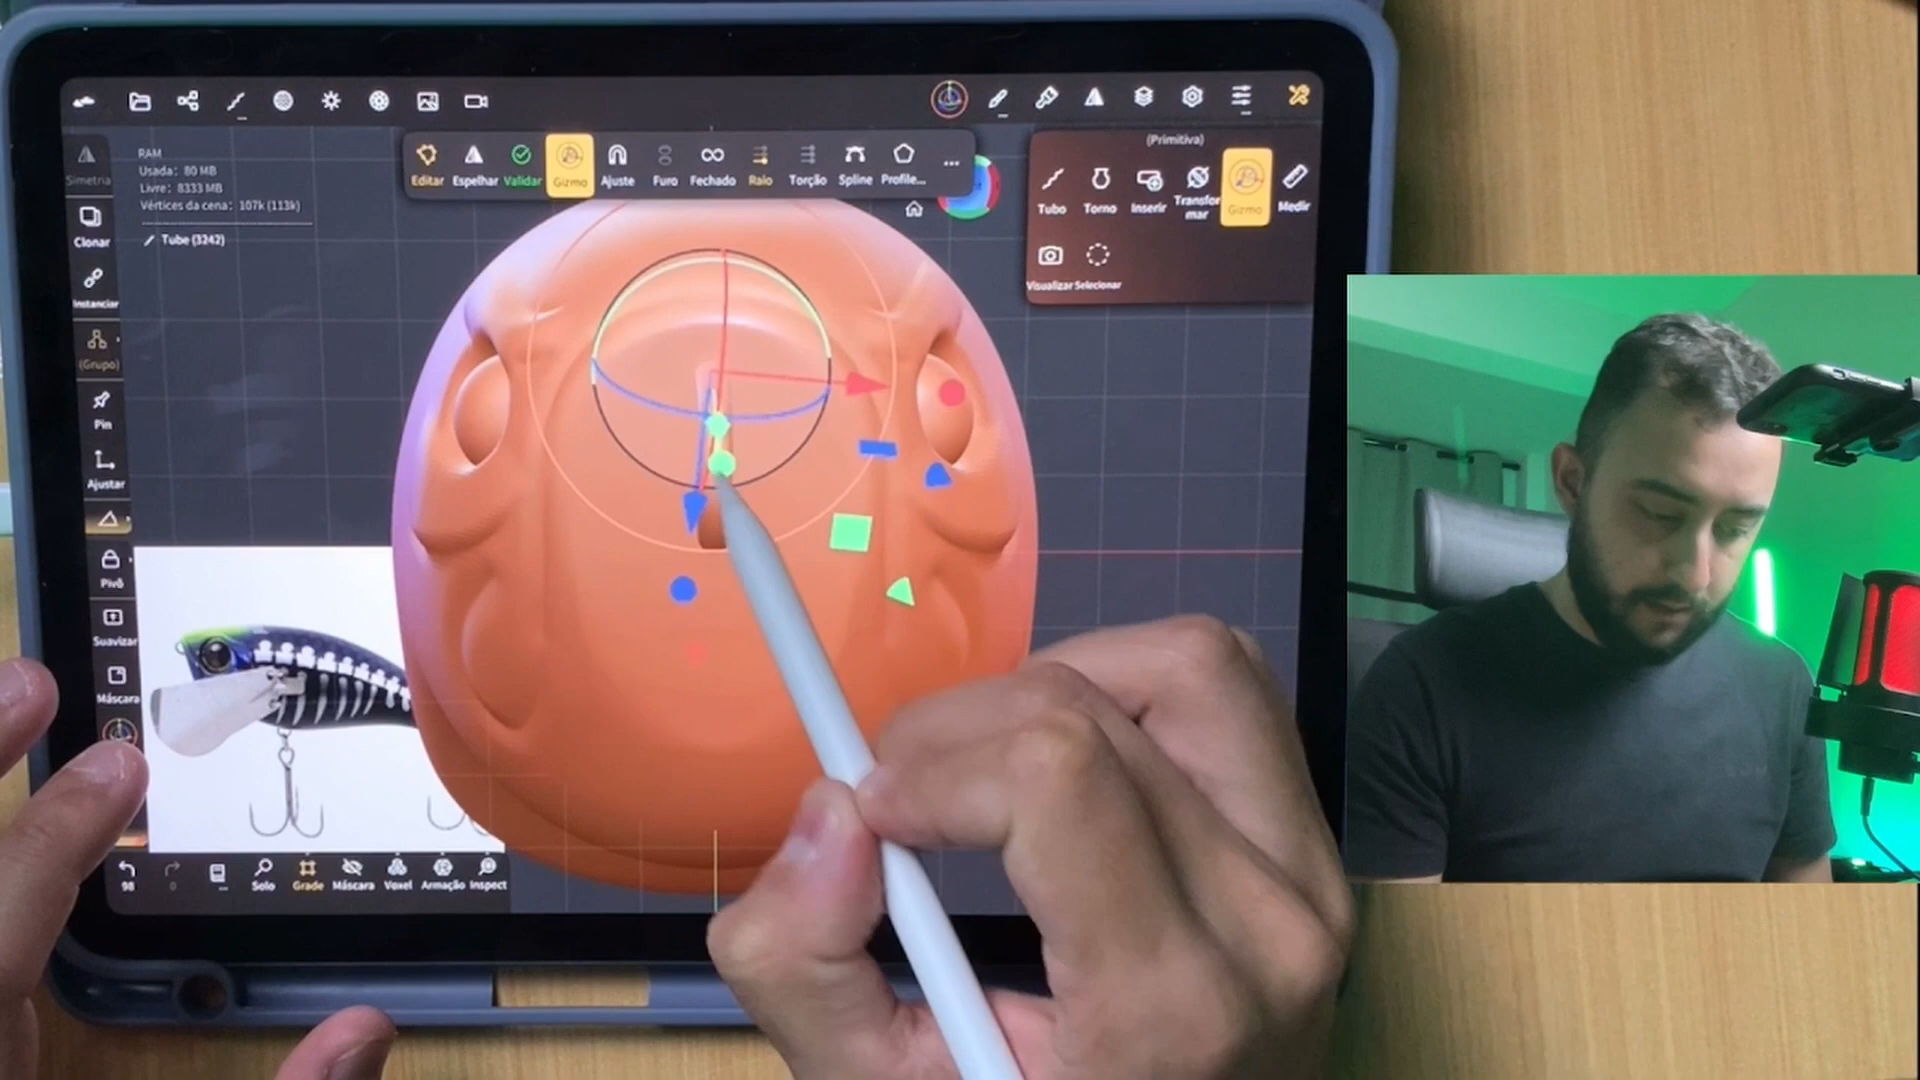 RAM
Usada: 80 MB
Livre: 8333 MB
Vértices da cena: 107k (113k)
Tube (3242)
Editar Espelhar Validar Gizmo Ajuste Furo Fechado Raio Torção Spline Profile... ...
(Primitiva)
Tubo Torno Inserir Transfor mar Gizmo Medir
Visualizar Selecionar
Simetria
Clonar
Instanciar
(Grupo)
Pin
Ajustar
Pivô
Suavizar
Máscara
98 0 Solo Grade Máscara Voxel Armação Inspect